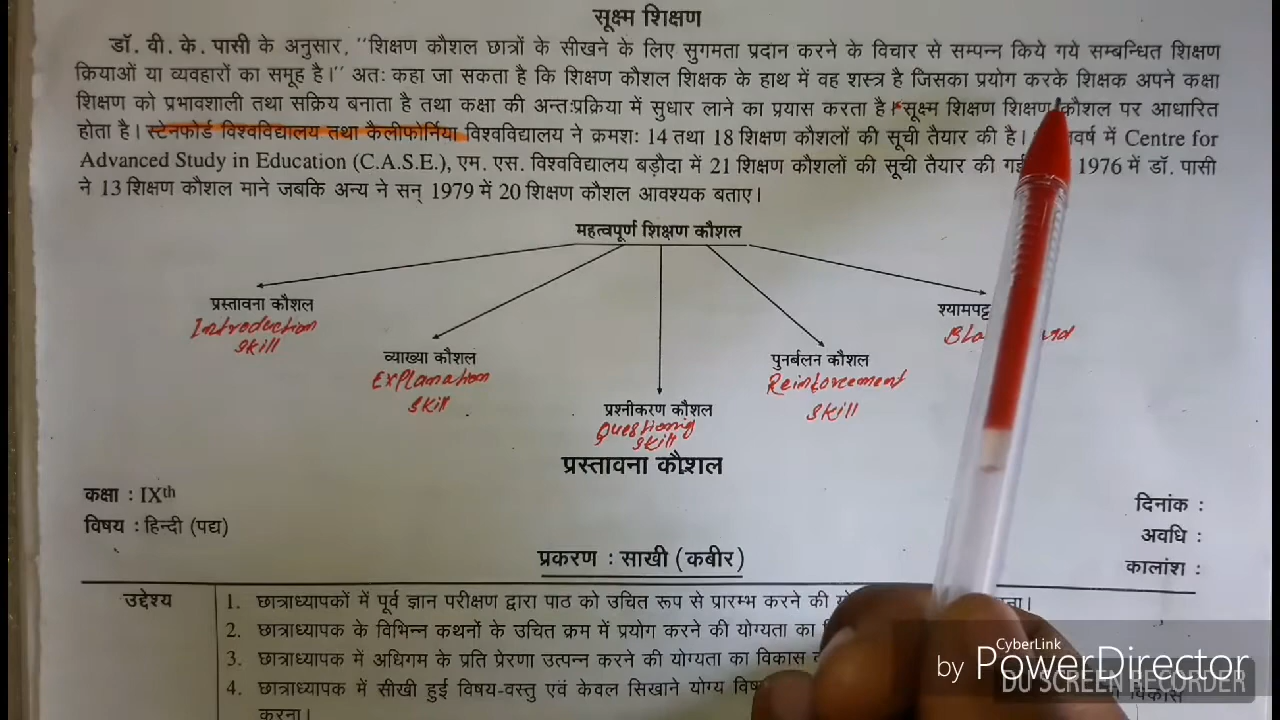 सूक्ष्म शिक्षण
डॉ. वी. के. पासी के अनुसार, "शिक्षण कौशल छात्रों के सीखने के लिए सुगमता प्रदान करने के विचार से सम्पन्न किये गये सम्बन्धित शिक्षण
क्रियाओं या व्यवहारों का समूह है।" अतः कहा जा सकता है कि शिक्षण कौशल शिक्षक के हाथ में वह शस्त्र है जिसका प्रयोग करके शिक्षक अपने कक्षा
शिक्षण को प्रभावशाली तथा सक्रिय बनाता है तथा कक्षा की अन्तःप्रक्रिया में सुधार लाने का प्रयास करता है। सूक्ष्म शिक्षण शिक्षण कौशल पर आधारित
होता है। स्टेनफोर्ड विश्वविद्यालय तथा कैलीफोर्निया विश्वविद्यालय ने क्रमशः 14 तथा 18 शिक्षण कौशलों की सूची तैयार की है। में Centre for
Advanced Study in Education (C.A.S.E.), एम. एस. विश्वविद्यालय बड़ौदा में 21 शिक्षण कौशलों की सूची तैयार की 1976 में डॉ. पासी
ने 13 शिक्षण कौशल माने जबकि अन्य ने सन् 1979 में 20 शिक्षण कौशल आवश्यक बताए।
महत्वपूर्ण शिक्षण कौशल
प्रस्तावना कौशल
Introduction
skill
श्यामपट्ट
व्याख्या कौशल
Explanation
skill
पुनर्बलन कौशल
Reinforcement
skill
प्रश्नीकरण कौशल
Questionig
skill
प्रस्तावना कौशल
कक्षा : IXth
दिनांक :
विषय : हिन्दी (पद्य)
अवधि :
प्रकरण : साखी (कबीर)
कालांश :
उद्देश्य
1. छात्राध्यापकों में पूर्व ज्ञान परीक्षण द्वारा पाठ को उचित रूप से प्रारम्भ करने की
2. छात्राध्यापक के विभिन्न कथनों के उचित क्रम में प्रयोग करने की योग्यता का
3. छात्राध्यापक में अधिगम के प्रति प्रेरणा उत्पन्न करने की योग्यता का विकास
4. छात्राध्यापक में सीखी हुई विषय-वस्तु एवं केवल सिखाने योग्य विकास
करना।
CyberLink
by PowerDirector
DU SCREEN RECORDER